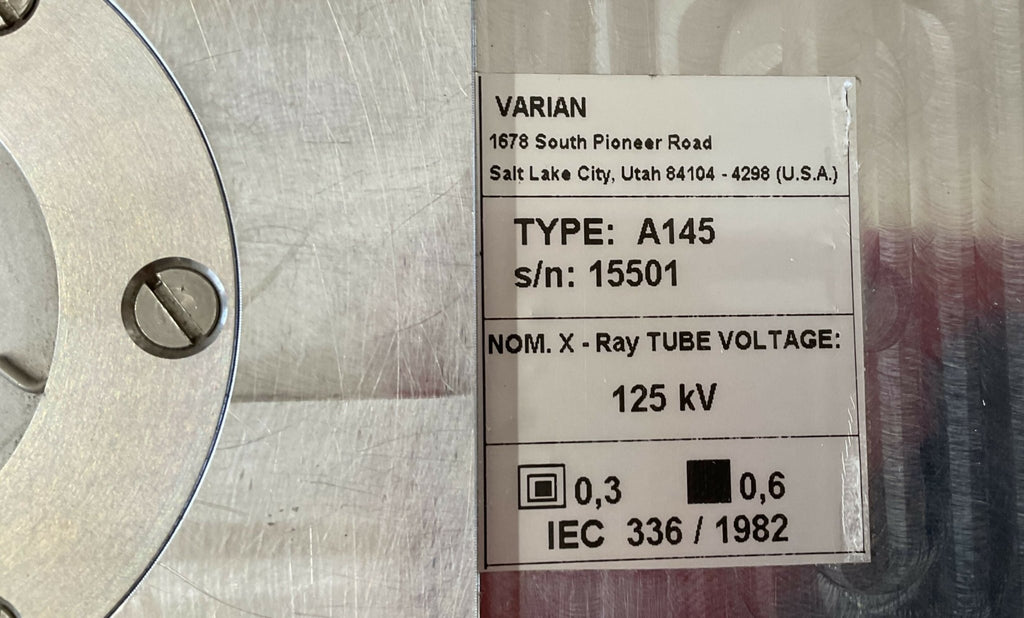 VARIAN
1678 South Pioneer Road
Salt Lake City, Utah 84104 - 4298 (U.S.A.)
TYPE: A145
s/n: 15501
NOM. X - Ray TUBE VOLTAGE:
125 kV
0,3 0,6
IEC 336 / 1982